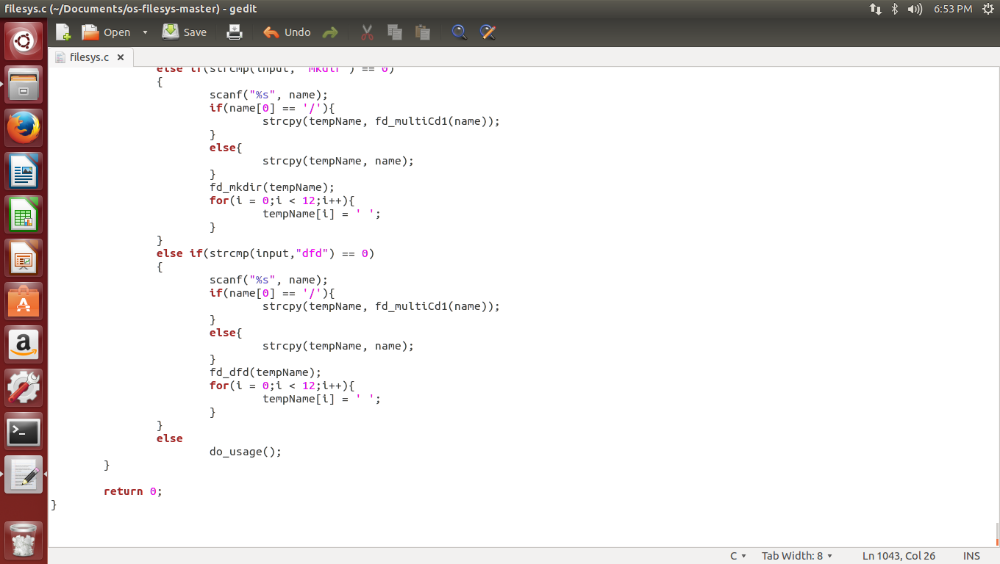 filesys.c (~/Documents/os-filesys-master) - gedit
6:53 PM
Open
Save
Undo
filesys.c
else if(strcmp(input, "mkdir") == 0)
{
scanf("%s", name);
if(name[0] == '/'){
strcpy(tempName, fd_multiCd1(name));
}
else{
strcpy(tempName, name);
}
fd_mkdir(tempName);
for(i = 0;i < 12;i++){
tempName[i] = ' ';
}
}
else if(strcmp(input,"dfd") == 0)
{
scanf("%s", name);
if(name[0] == '/'){
strcpy(tempName, fd_multiCd1(name));
}
else{
strcpy(tempName, name);
}
fd_dfd(tempName);
for(i = 0;i < 12;i++){
tempName[i] = ' ';
}
}
else
do_usage();
}
return 0;
}
C
Tab Width: 8
Ln 1043, Col 26
INS